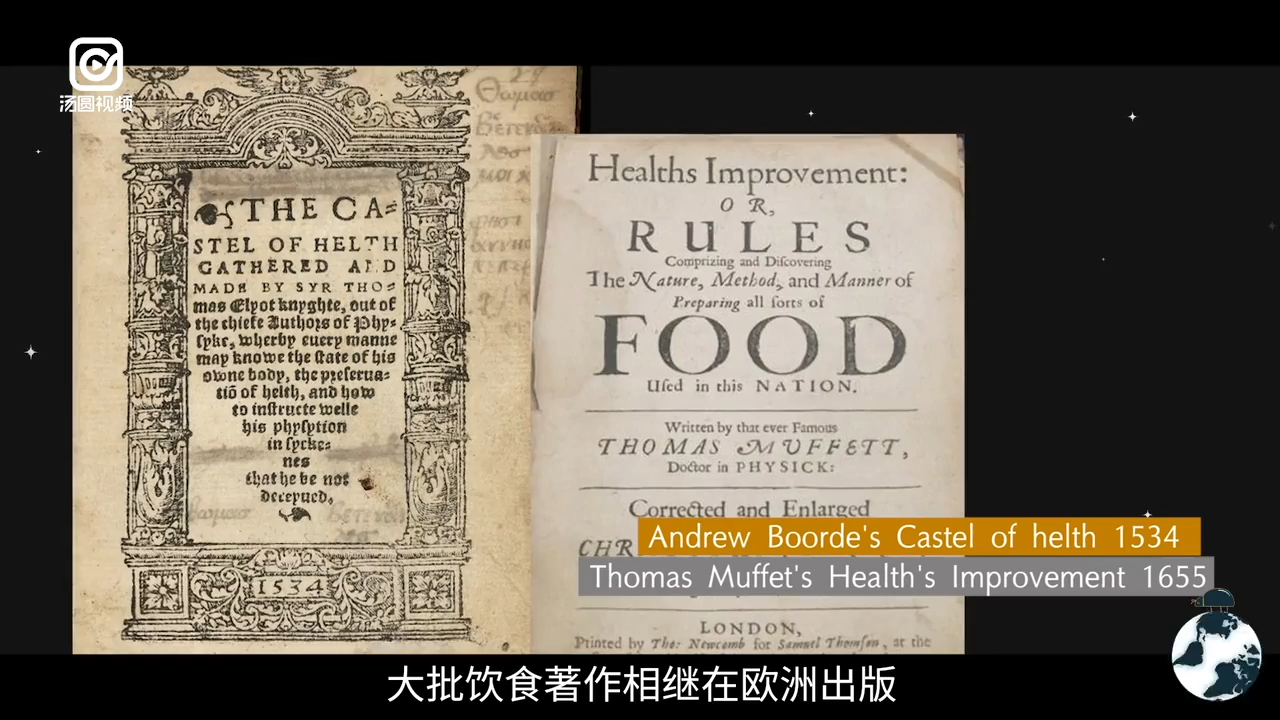 汤圆视频
THE CA=
STEL OF HELTH
GATHERED AND
MADE BY SYR THO=
mas Elyot knyghte, out of
the chiefe Authors of Phy=
syke, wherby euery manne
may knowe the state of his
owne body, the preserua=
tiõ of helth, and how
to instructe welle
his physytion
in sycke=
nes
that he be not
deceyued.
1534
Healths Improvement:
OR,
RULES
Comprizing and Discovering
The Nature, Method, and Manner of
Preparing all sorts of
FOOD
Used in this NATION.
Written by that ever Famous
THOMAS MUFFETT,
Doctor in PHYSICK:
Corrected and Enlarged
CHR
LONDON,
Printed by Tho: Newcomb for Samuel Thomson, at the
Andrew Boorde's Castel of helth 1534
Thomas Muffet's Health's Improvement 1655
大批饮食著作相继在欧洲出版